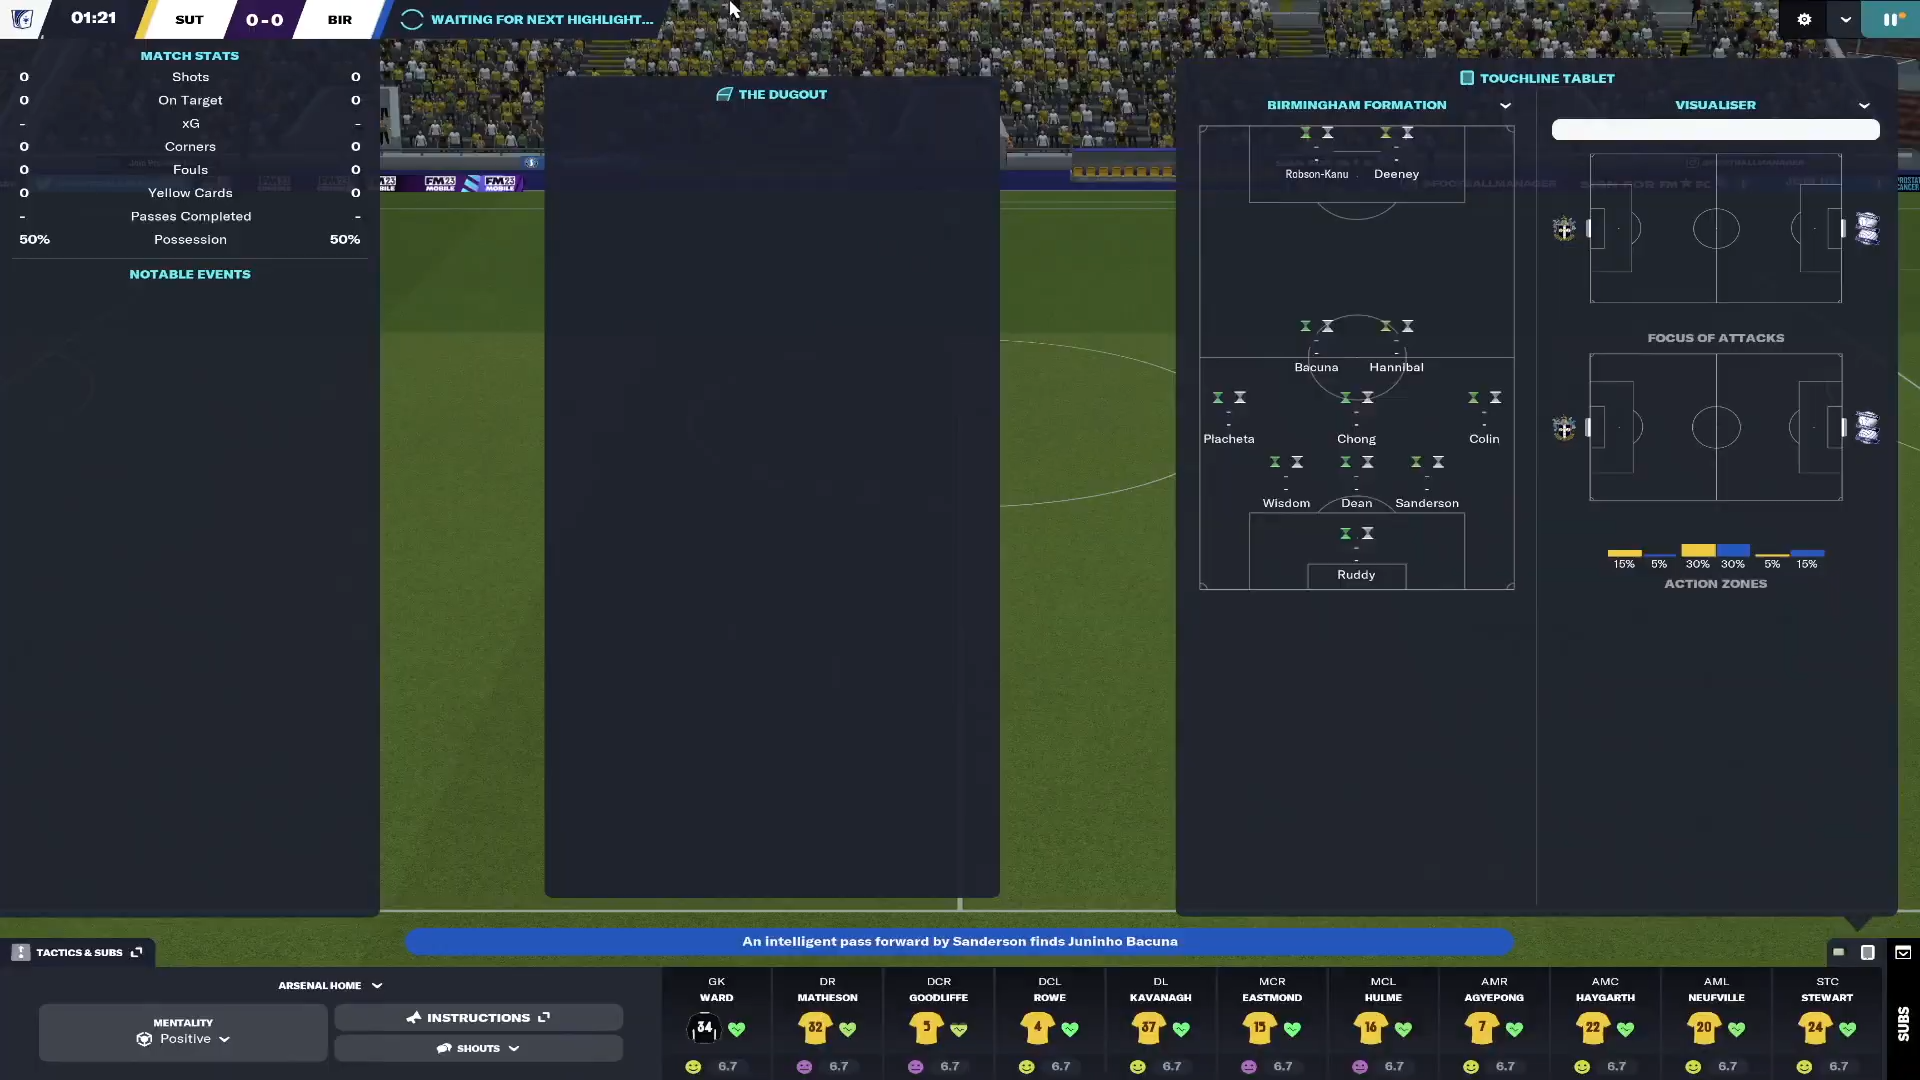 01:21 SUT 0 - 0 BIR WAITING FOR NEXT HIGHLIGHT...
MATCH STATS
0 Shots 0
0 On Target 0
- xG -
0 Corners 0
0 Fouls 0
0 Yellow Cards 0
- Passes Completed -
50% Possession 50%
NOTABLE EVENTS
FM23 MOBILE FM23 MOBILE
THE DUGOUT
TOUCHLINE TABLET
BIRMINGHAM FORMATION
- -
Robson-Kanu Deeney
- -
Bacuna Hannibal
- - -
Placheta Chong Colin
- - -
Wisdom Dean Sanderson
-
Ruddy
VISUALISER
FOCUS OF ATTACKS
15% 5% 30% 30% 5% 15%
ACTION ZONES
An intelligent pass forward by Sanderson finds Juninho Bacuna
TACTICS & SUBS
ARSENAL HOME
MENTALITY
Positive
INSTRUCTIONS
SHOUTS
GK DR DCR DCL DL MCR MCL AMR AMC AML STC
WARD MATHESON GOODLIFFE ROWE KAVANAGH EASTMOND HULME AGYEPONG HAYGARTH NEUFVILLE STEWART
34 32 5 4 37 15 16 7 22 20 24
6.7 6.7 6.7 6.7 6.7 6.7 6.7 6.7 6.7 6.7 6.7
SUBS